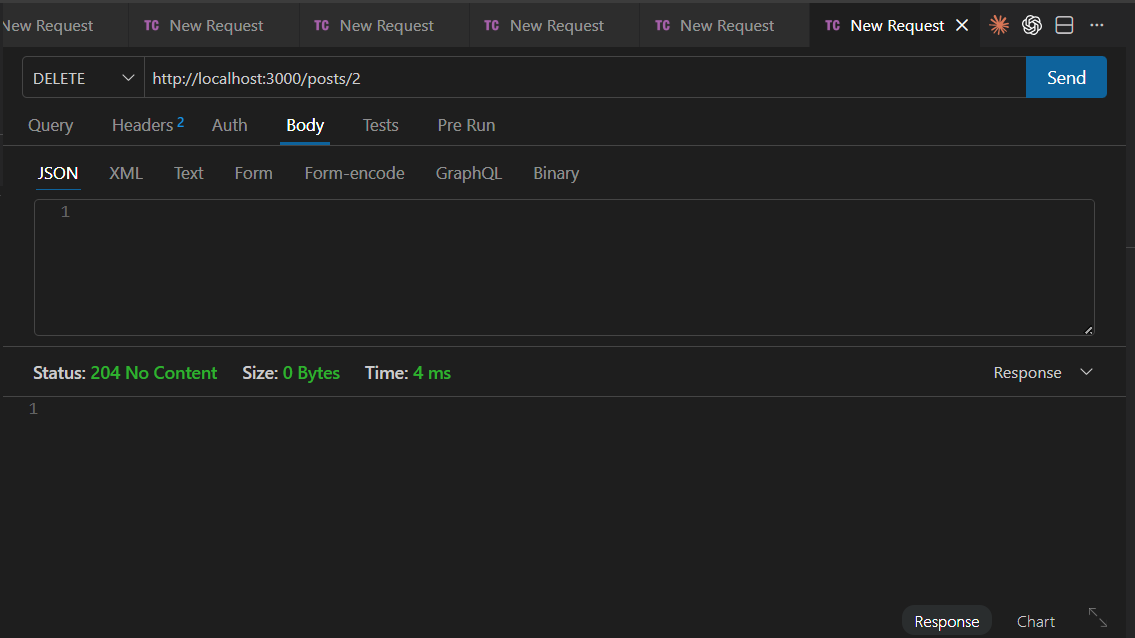 New Request TC New Request TC New Request TC New Request TC New Request TC New Request
DELETE http://localhost:3000/posts/2 Send
Query Headers 2 Auth Body Tests Pre Run
JSON XML Text Form Form-encode GraphQL Binary
1
Status: 204 No Content Size: 0 Bytes Time: 4 ms Response
1
Response Chart